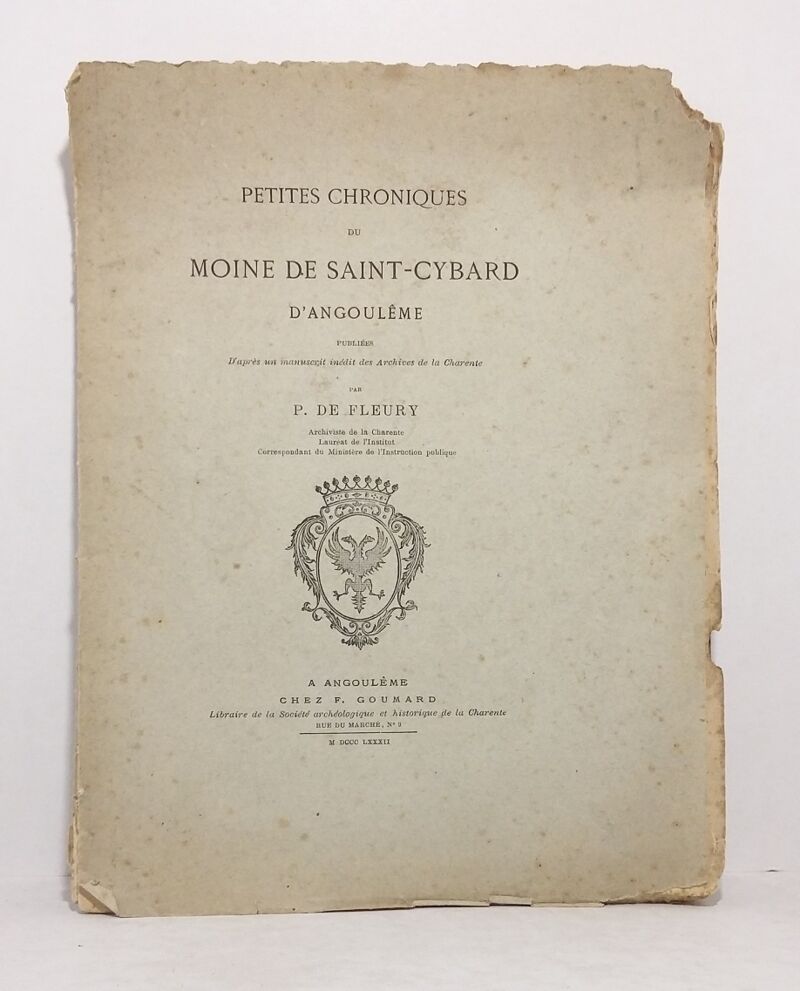 PETITES CHRONIQUES
DU
MOINE DE SAINT-CYBARD
D'ANGOULÊME
PUBLIÉES
D'après un manuscrit inédit des Archives de la Charente
PAR
P. DE FLEURY
Archiviste de la Charente
Lauréat de l'Institut
Correspondant du Ministère de l'Instruction publique
A ANGOULÊME
CHEZ F. GOUMARD
Libraire de la Société archéologique et historique de la Charente
RUE DU MARCHÉ, N° 9
M DCCC LXXXII